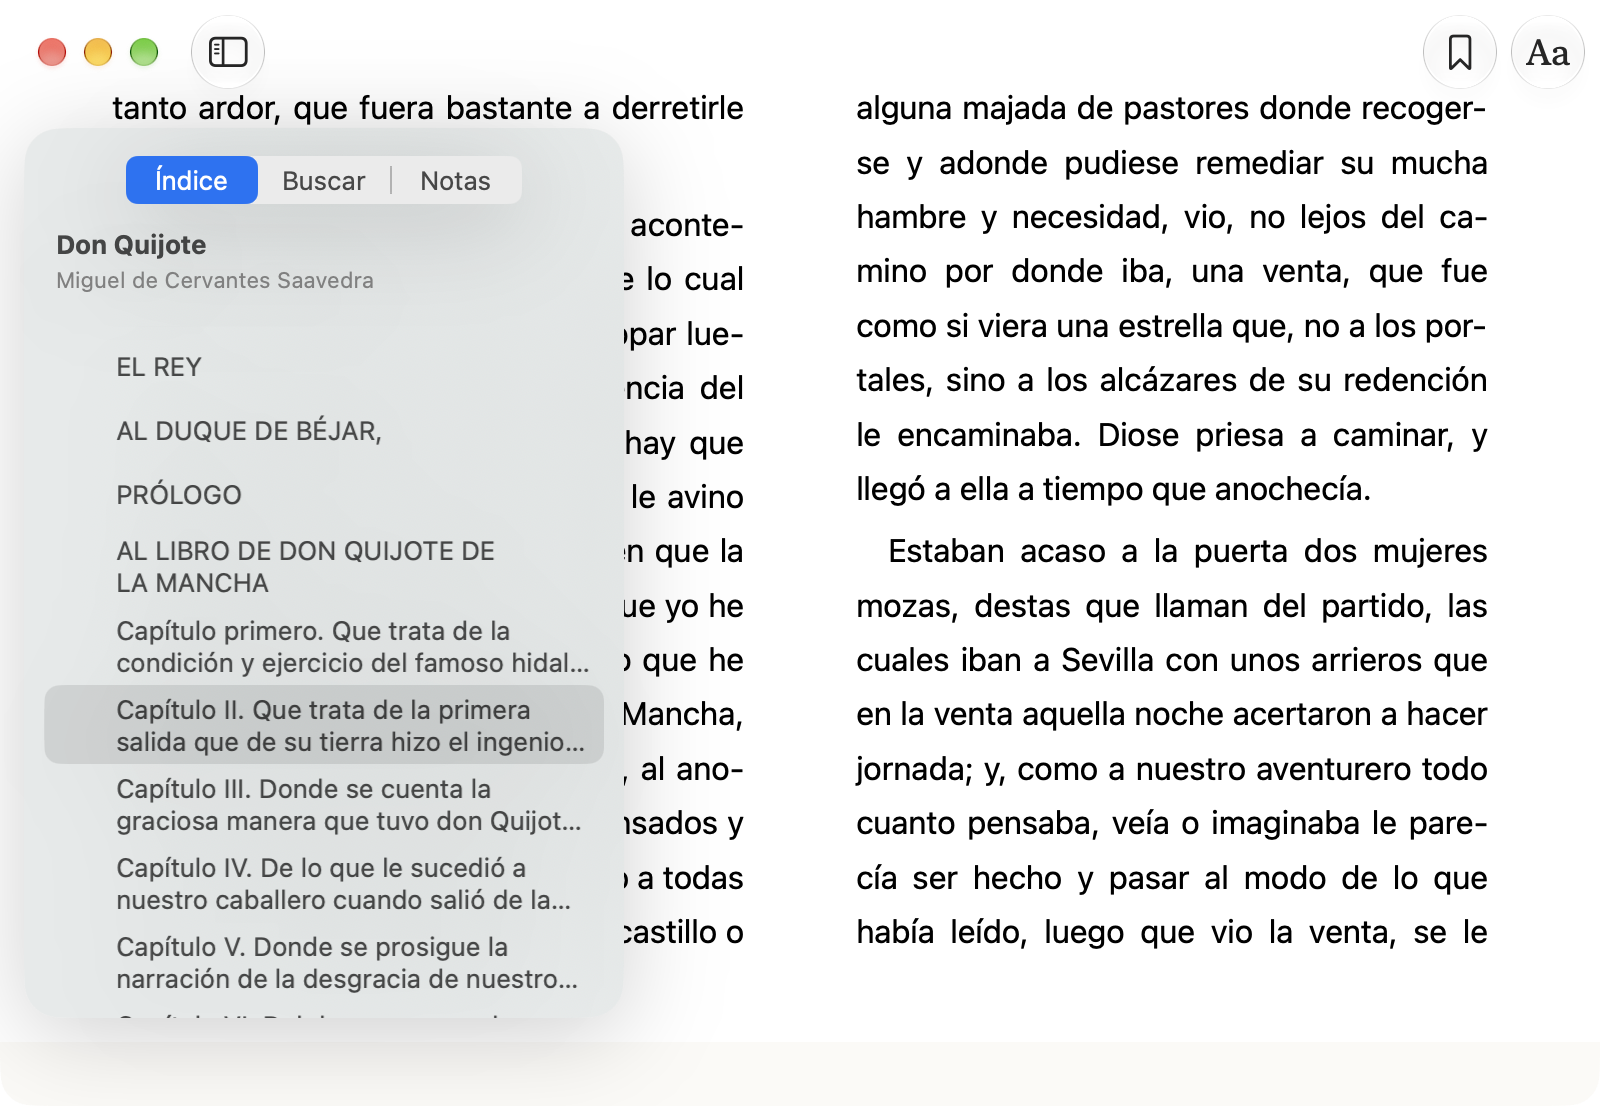 Aa
tanto ardor, que fuera bastante a derretirle
Índice Buscar Notas
Don Quijote
Miguel de Cervantes Saavedra
EL REY
AL DUQUE DE BÉJAR,
PRÓLOGO
AL LIBRO DE DON QUIJOTE DE
LA MANCHA
Capítulo primero. Que trata de la
condición y ejercicio del famoso hidal...
Capítulo II. Que trata de la primera
salida que de su tierra hizo el ingenio...
Capítulo III. Donde se cuenta la
graciosa manera que tuvo don Quijot...
Capítulo IV. De lo que le sucedió a
nuestro caballero cuando salió de la...
Capítulo V. Donde se prosigue la
narración de la desgracia de nuestro...
aconte-
lo cual
lue-
del
hay que
le avino
que la
yo he
que he
Mancha,
, al ano-
y
a todas
castillo o
alguna majada de pastores donde recoger-
se y adonde pudiese remediar su mucha
hambre y necesidad, vio, no lejos del ca-
mino por donde iba, una venta, que fue
como si viera una estrella que, no a los por-
tales, sino a los alcázares de su redención
le encaminaba. Diose priesa a caminar, y
llegó a ella a tiempo que anochecía.
Estaban acaso a la puerta dos mujeres
mozas, destas que llaman del partido, las
cuales iban a Sevilla con unos arrieros que
en la venta aquella noche acertaron a hacer
jornada; y, como a nuestro aventurero todo
cuanto pensaba, veía o imaginaba le pare-
cía ser hecho y pasar al modo de lo que
había leído, luego que vio la venta, se le